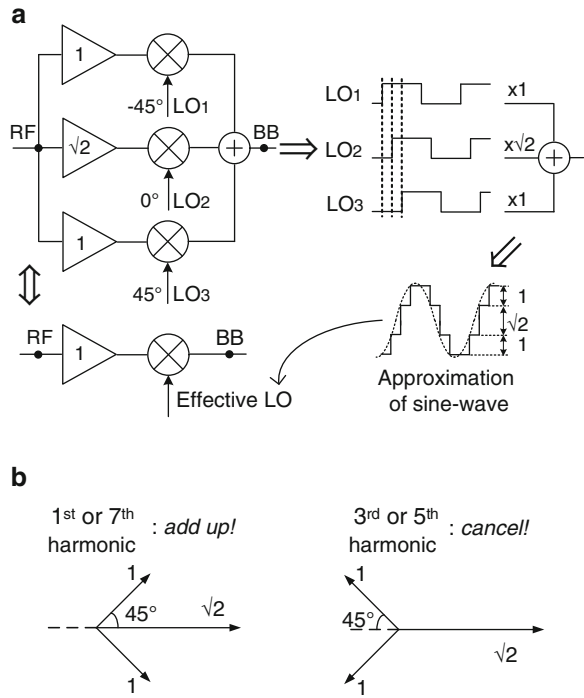 a
1
-45° LO1
RF
√2
BB
0° LO2
1
45° LO3
RF
1
BB
Effective LO
LO1
x1
LO2
x√2
LO3
x1
1
√2
1
Approximation
of sine-wave
b
1st or 7th
harmonic
: add up!
1
45°
√2
1
3rd or 5th
harmonic
: cancel!
1
45°
√2
1